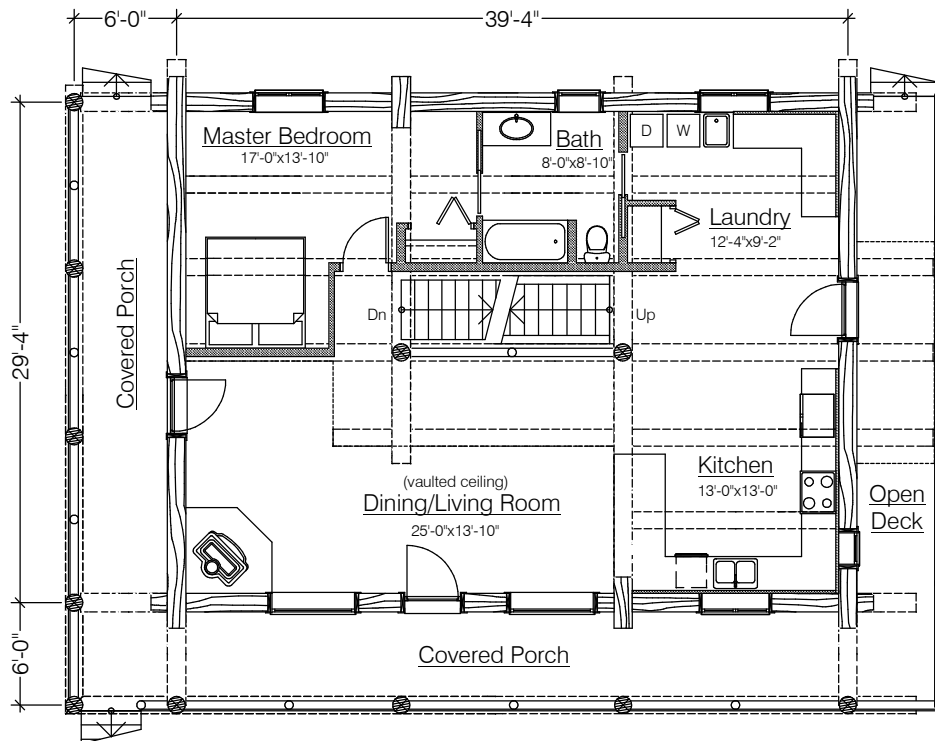 6'-0"
39'-4"
Master Bedroom
17'-0"x13'-10"
Bath
8'-0"x8'-10"
D
W
Laundry
12'-4"x9'-2"
Covered Porch
29'-4"
Dn
Up
(vaulted ceiling)
Dining/Living Room
25'-0"x13'-10"
Kitchen
13'-0"x13'-0"
Open
Deck
6'-0"
Covered Porch